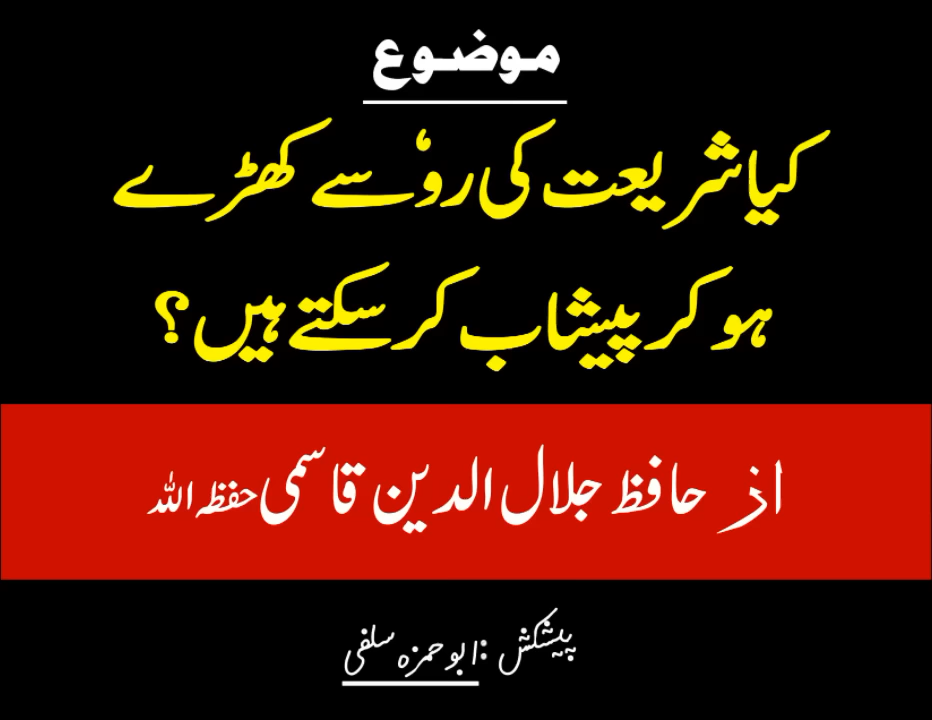 موضوع
کیا شریعت کی روُ سے کھڑے
ہو کر پیشاب کر سکتے ہیں؟
از حافظ جلال الدین قاسمی حفظہ اللہ
پیشکش: ابو حمزہ سلفی